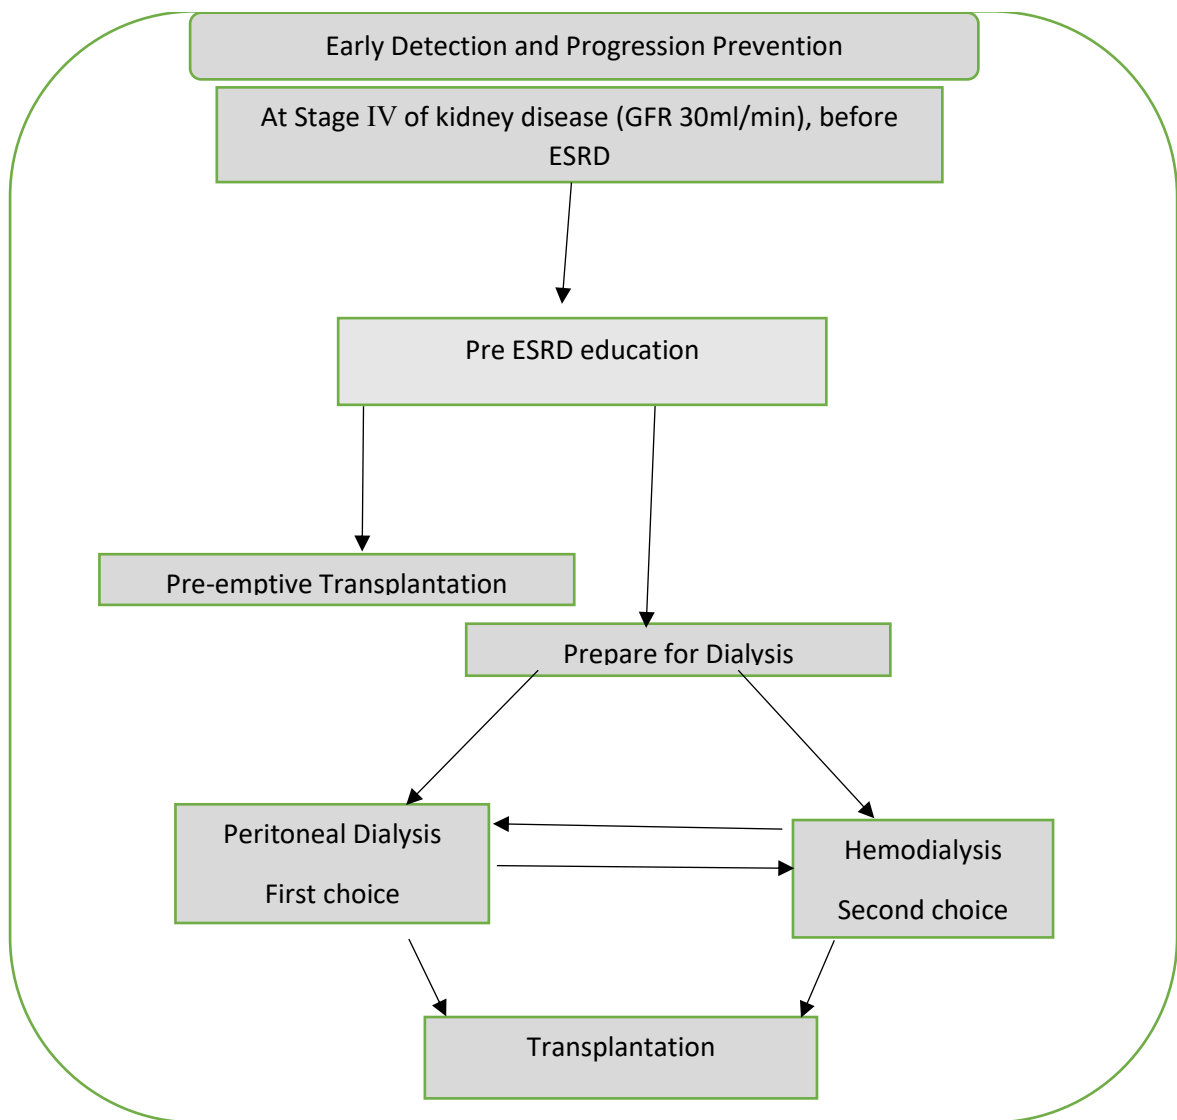 Early Detection and Progression Prevention
At Stage IV of kidney disease (GFR 30ml/min), before
ESRD
Pre ESRD education
Pre-emptive Transplantation
Prepare for Dialysis
Peritoneal Dialysis
First choice
Hemodialysis
Second choice
Transplantation